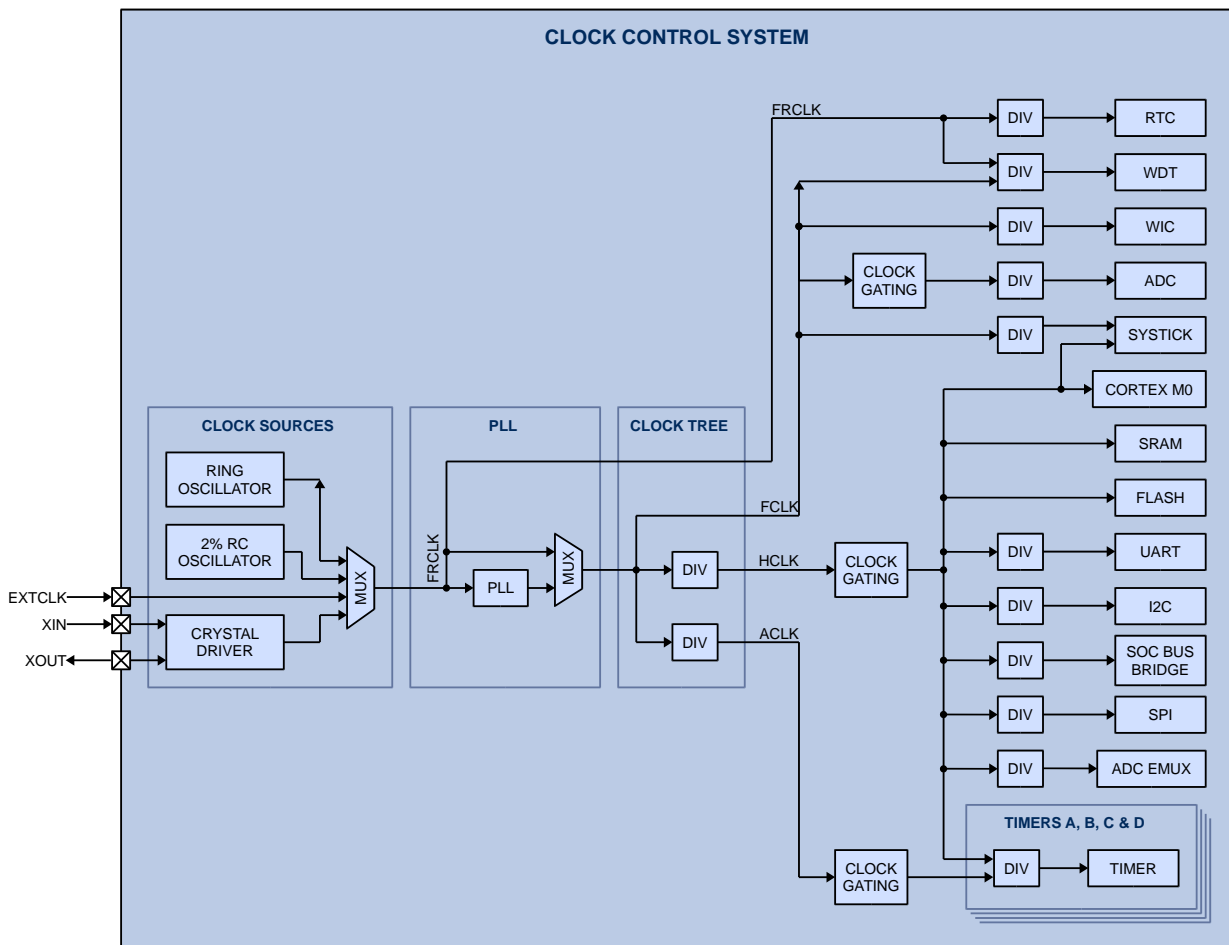 CLOCK CONTROL SYSTEM
FRCLK
DIV
RTC
DIV
WDT
DIV
WIC
CLOCK
GATING
DIV
ADC
DIV
SYSTICK
CORTEX M0
CLOCK SOURCES
PLL
CLOCK TREE
SRAM
RING
OSCILLATOR
FLASH
FCLK
2% RC
OSCILLATOR
MUX
FRCLK
PLL
MUX
DIV
HCLK
CLOCK
GATING
DIV
UART
EXTCLK
XIN
XOUT
CRYSTAL
DRIVER
DIV
ACLK
DIV
I2C
DIV
SOC BUS
BRIDGE
DIV
SPI
DIV
ADC EMUX
TIMERS A, B, C & D
CLOCK
GATING
DIV
TIMER